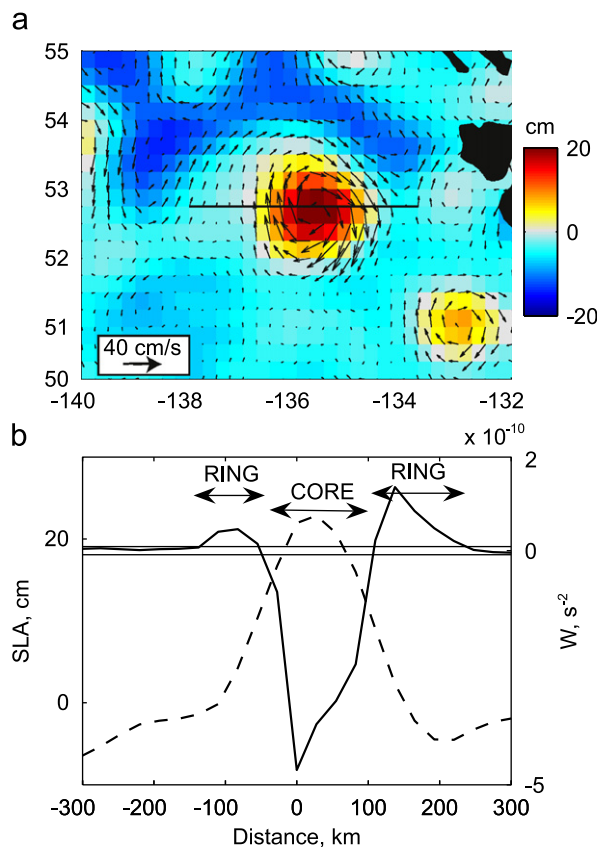 a
55
54
53
52
51
50
40 cm/s
-140 -138 -136 -134 -132
cm
20
0
-20
b
x 10⁻¹⁰
RING CORE RING
20
0
SLA, cm
2
0
-5
W, s⁻²
-300 -200 -100 0 100 200 300
Distance, km